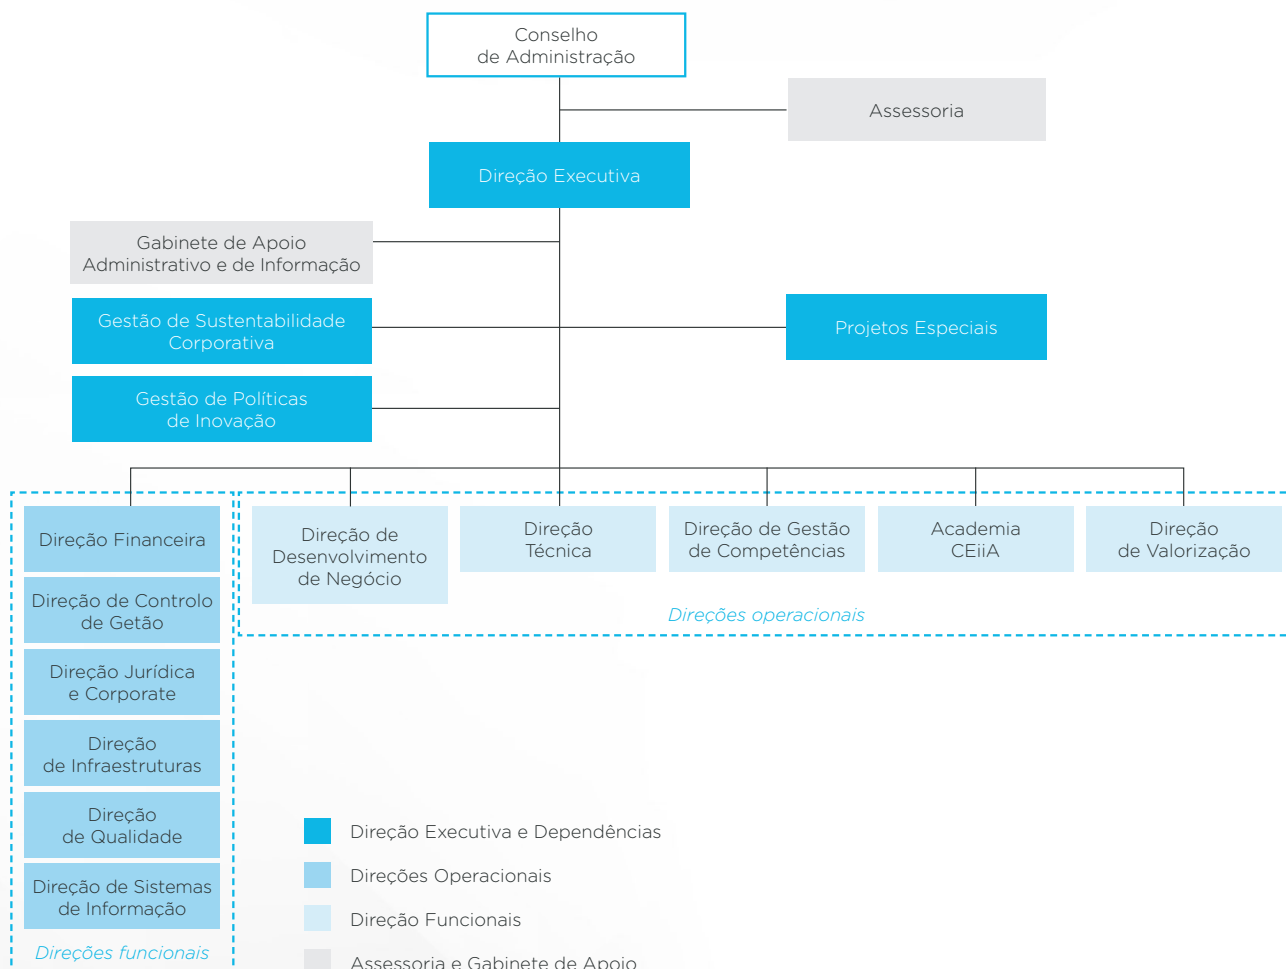 Conselho
de Administração
Assessoria
Direção Executiva
Gabinete de Apoio
Administrativo e de Informação
Gestão de Sustentabilidade
Corporativa
Projetos Especiais
Gestão de Políticas
de Inovação
Direção Financeira
Direção de Controlo
de Getão
Direção Jurídica
e Corporate
Direção
de Infraestruturas
Direção
de Qualidade
Direção de Sistemas
de Informação
Direções funcionais
Direção de
Desenvolvimento
de Negócio
Direção
Técnica
Direção de Gestão
de Competências
Academia
CEiiA
Direção
de Valorização
Direções operacionais
Direção Executiva e Dependências
Direções Operacionais
Direção Funcionais
Assessoria e Gabinete de Apoio